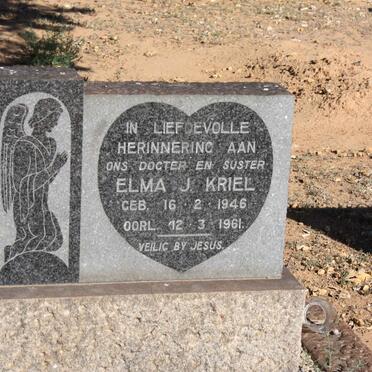 IN LIEFDEVOLLE
HERINNERING AAN
ONS DOGTER EN SUSTER
ELMA J. KRIEL
GEB. 16·2·1946
OORL. 12·3·1961.
VEILIG BY JESUS.